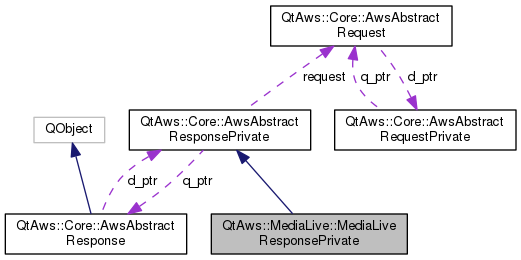 QtAws::Core::AwsAbstract
Request
request
q_ptr
d_ptr
QObject
QtAws::Core::AwsAbstract
ResponsePrivate
QtAws::Core::AwsAbstract
RequestPrivate
d_ptr
q_ptr
QtAws::Core::AwsAbstract
Response
QtAws::MediaLive::MediaLive
ResponsePrivate